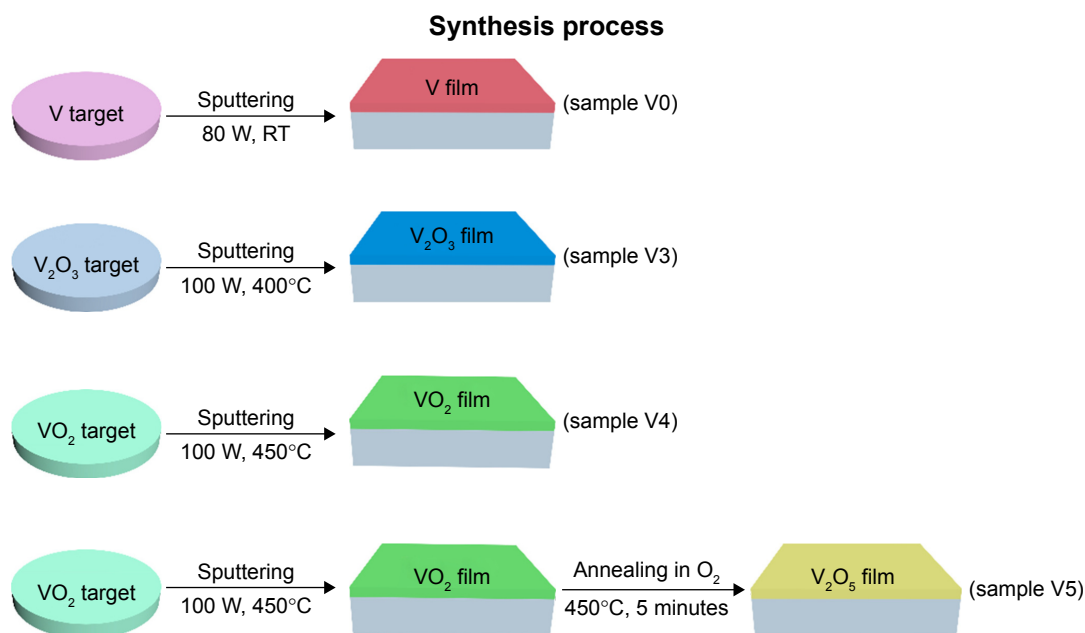 Synthesis process
V target
Sputtering
80 W, RT
V film
(sample V0)
V₂O₃ target
Sputtering
100 W, 400°C
V₂O₃ film
(sample V3)
VO₂ target
Sputtering
100 W, 450°C
VO₂ film
(sample V4)
VO₂ target
Sputtering
100 W, 450°C
VO₂ film
Annealing in O₂
450°C, 5 minutes
V₂O₅ film
(sample V5)